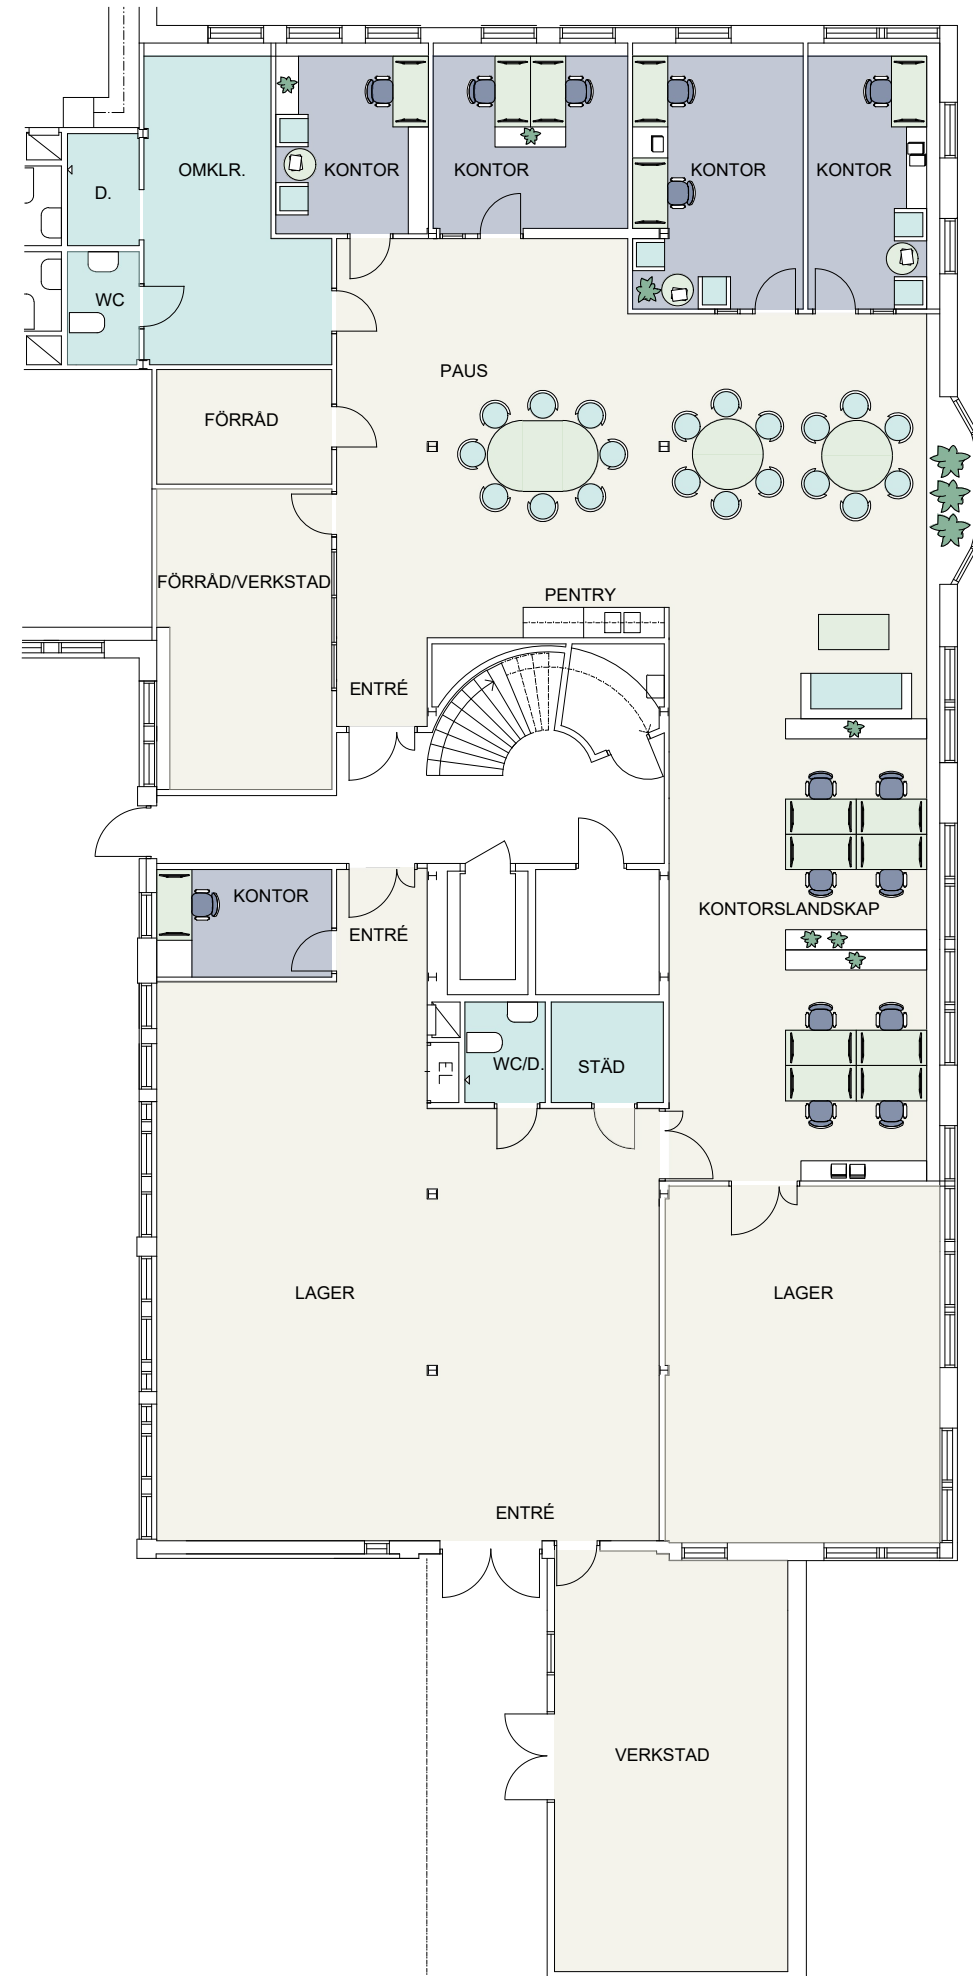 OMKLR.
KONTOR
KONTOR
KONTOR
KONTOR
D.
WC
PAUS
FÖRRÅD
FÖRRÅD/VERKSTAD
PENTRY
ENTRÉ
KONTOR
KONTORSLANDSKAP
ENTRÉ
WC/D.
STÄD
EL
LAGER
LAGER
ENTRÉ
VERKSTAD